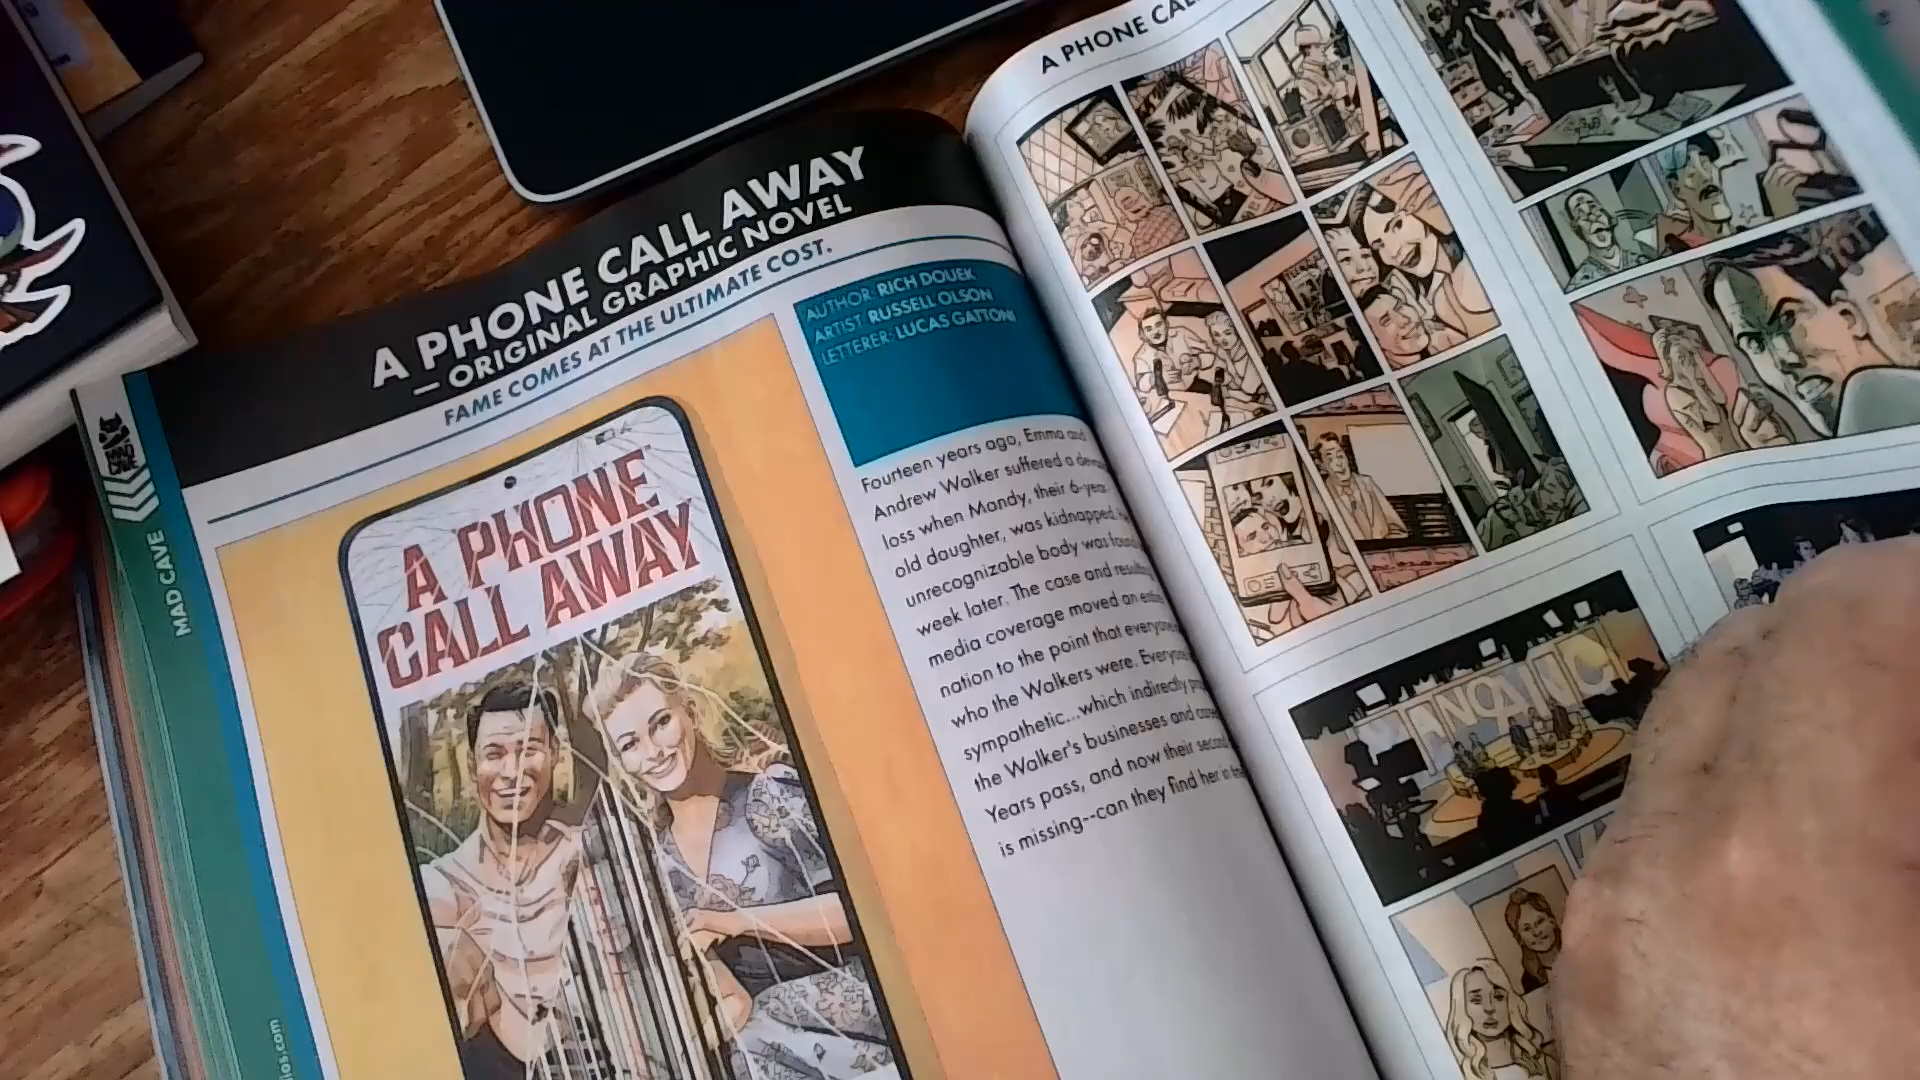 A PHONE CALL AWAY
— ORIGINAL GRAPHIC NOVEL
FAME COMES AT THE ULTIMATE COST.
AUTHOR: RICH DOUEK
ARTIST: RUSSELL OLSON
LETTERER: LUCAS GATTONI
Fourteen years ago, Emma and
Andrew Walker suffered a
loss when Mandy, their 6-year
old daughter, was kidnapped.
unrecognizable body was
week later. The case and
media coverage moved an
nation to the point that
who the Walkers were.
sympathetic...which indirectly
the Walker's businesses and
Years pass, and now their
is missing--can they find her in
A PHONE
CALL AWAY
MAD CAVE
MAD
CAVE
ios.com
A PHONE